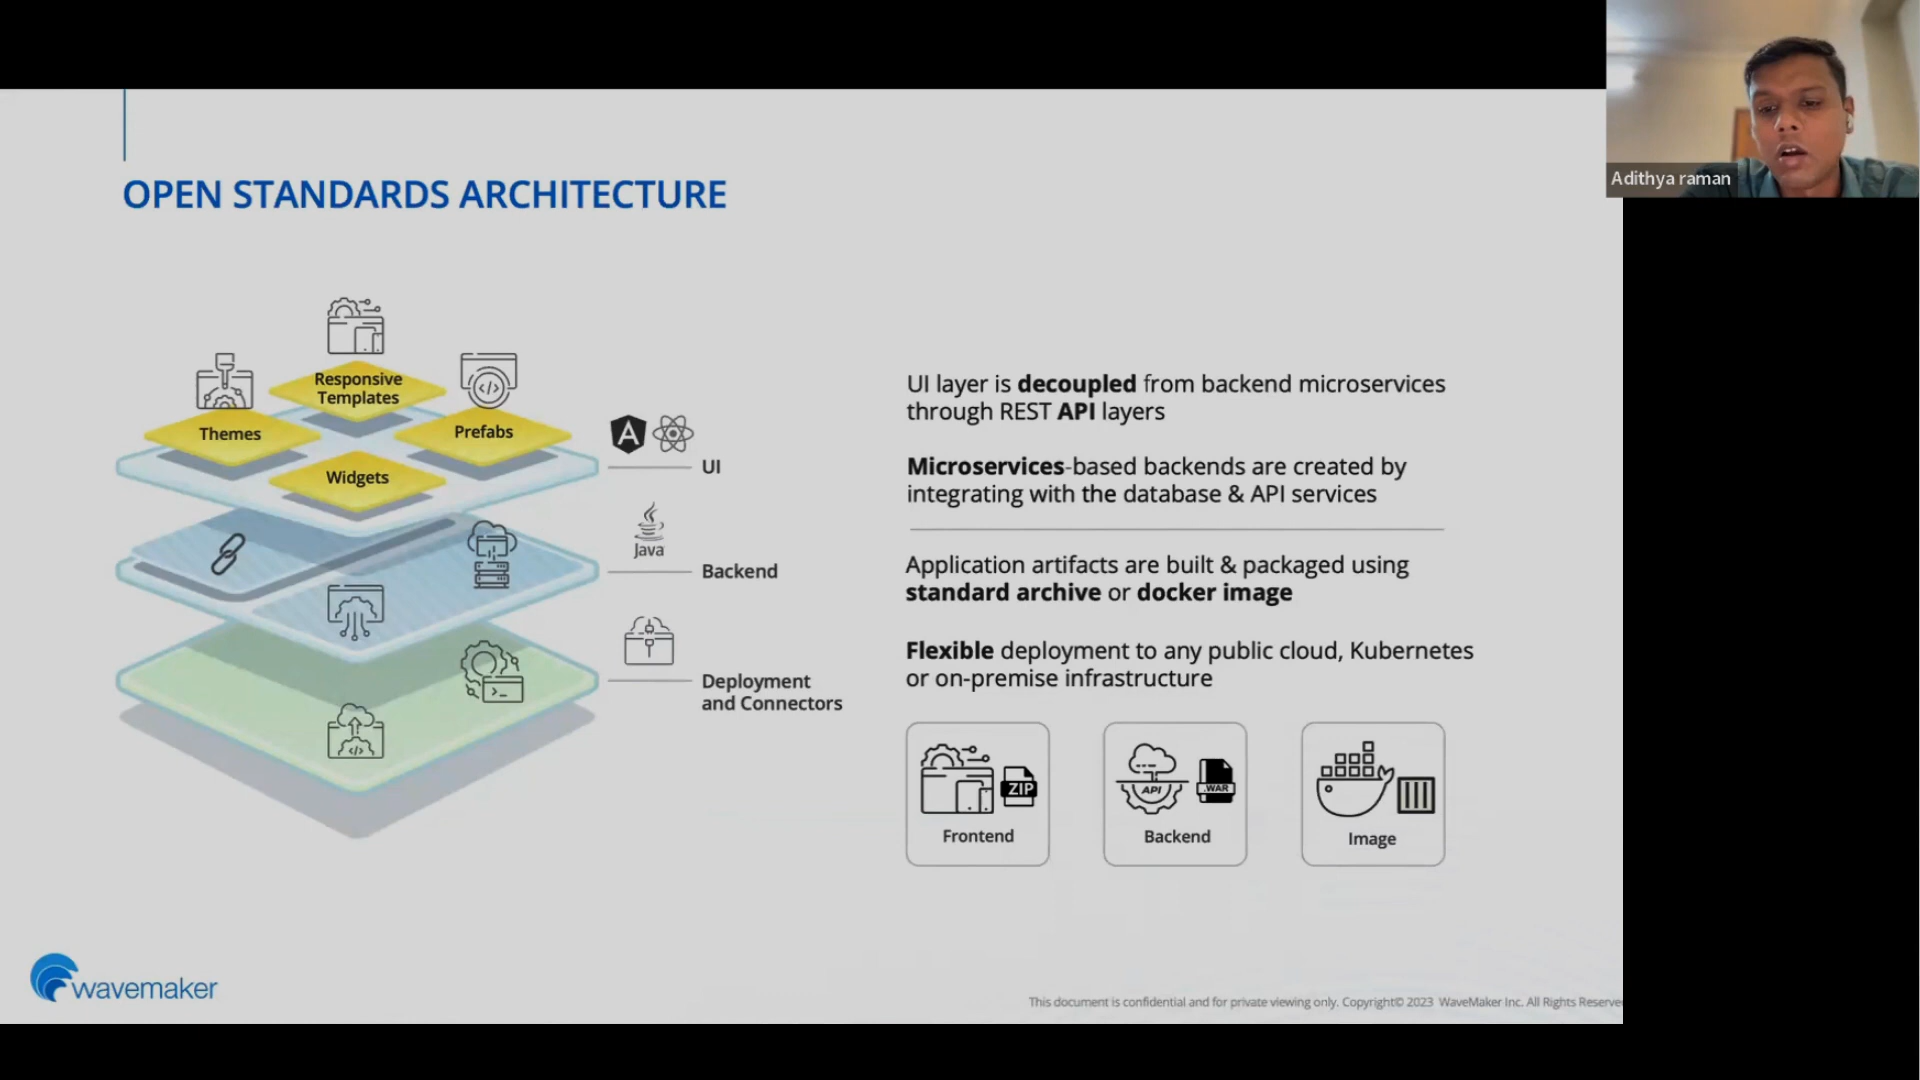 Adithya raman
OPEN STANDARDS ARCHITECTURE
Responsive
Templates
Themes
Prefabs
Widgets
A
UI
Java
Backend
Deployment
and Connectors
UI layer is decoupled from backend microservices
through REST API layers
Microservices-based backends are created by
integrating with the database & API services
Application artifacts are built & packaged using
standard archive or docker image
Flexible deployment to any public cloud, Kubernetes
or on-premise infrastructure
ZIP
Frontend
API
.WAR
Backend
Image
wavemaker
This document is confidential and for private viewing only. Copyright© 2023 WaveMaker Inc. All Rights Reserve